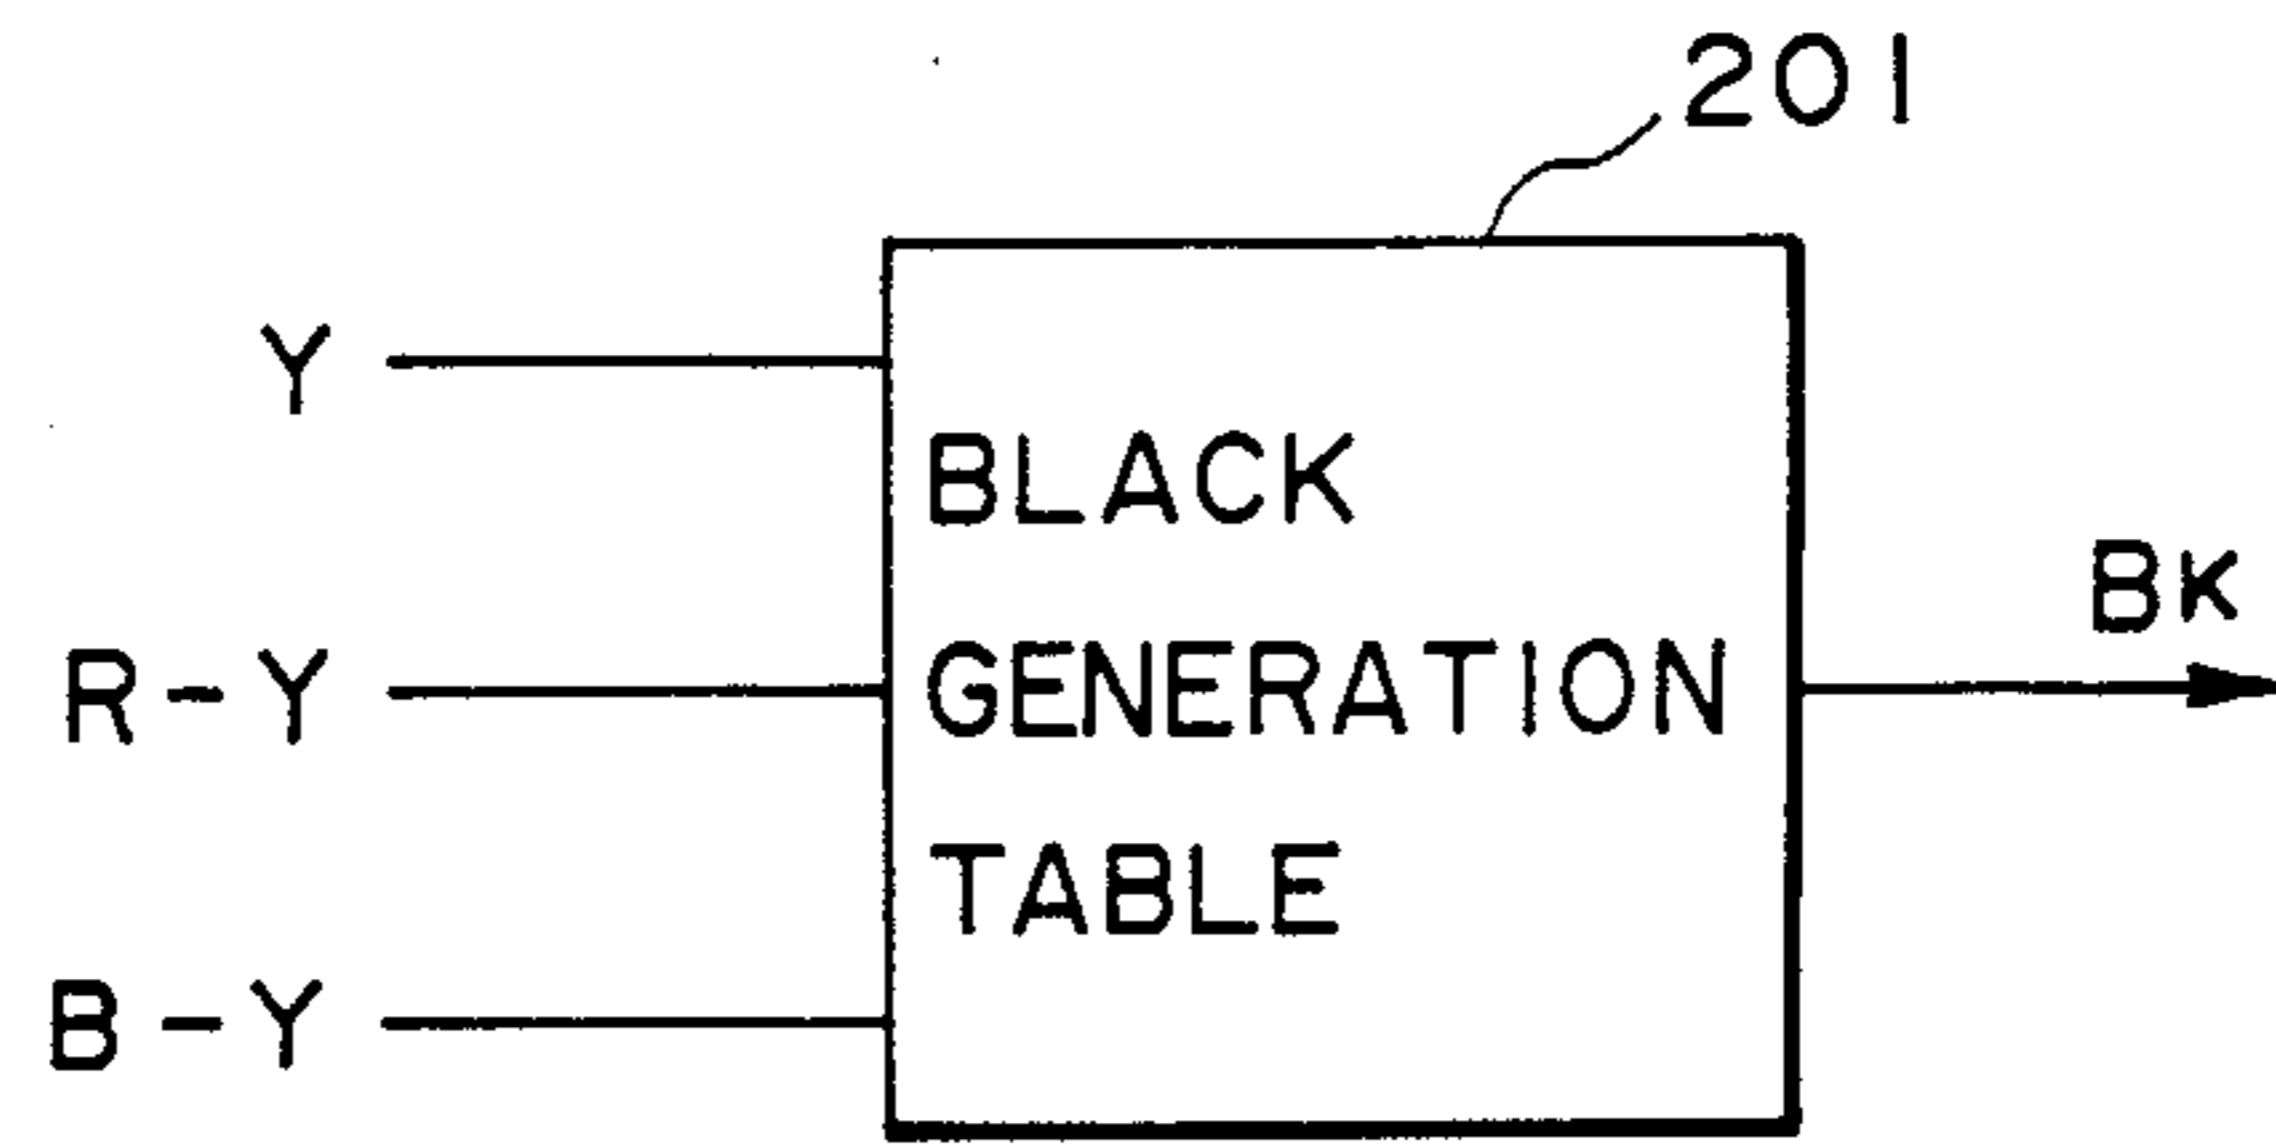 201
Y
BLACK
BK
R-Y
GENERATION
TABLE
B-Y